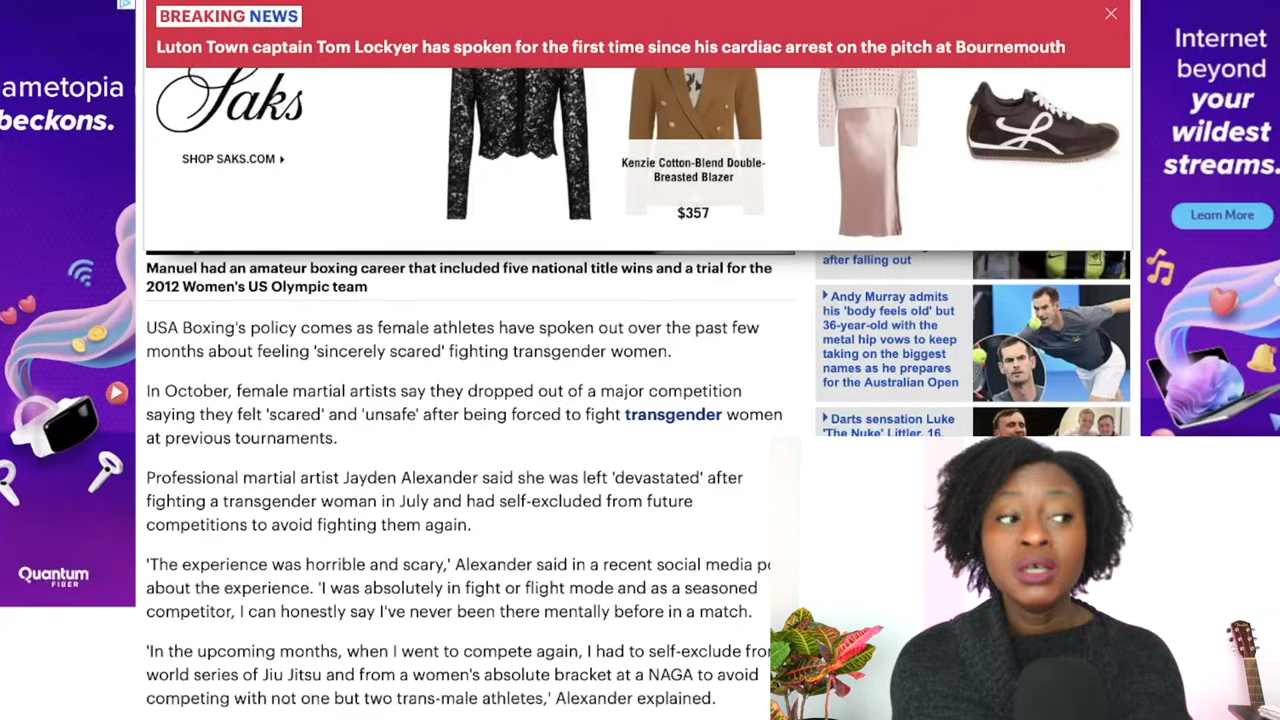 BREAKING NEWS
Luton Town captain Tom Lockyer has spoken for the first time since his cardiac arrest on the pitch at Bournemouth
ametopia
beckons.
Saks
SHOP SAKS.COM
Kenzie Cotton-Blend Double-
Breasted Blazer
$357
Internet
beyond
your
wildest
streams.
Learn More
Manuel had an amateur boxing career that included five national title wins and a trial for the
2012 Women's US Olympic team
USA Boxing's policy comes as female athletes have spoken out over the past few
months about feeling 'sincerely scared' fighting transgender women.
In October, female martial artists say they dropped out of a major competition
saying they felt 'scared' and 'unsafe' after being forced to fight transgender women
at previous tournaments.
Professional martial artist Jayden Alexander said she was left 'devastated' after
fighting a transgender woman in July and had self-excluded from future
competitions to avoid fighting them again.
'The experience was horrible and scary,' Alexander said in a recent social media po
about the experience. 'I was absolutely in fight or flight mode and as a seasoned
competitor, I can honestly say I've never been there mentally before in a match.
'In the upcoming months, when I went to compete again, I had to self-exclude fro
world series of Jiu Jitsu and from a women's absolute bracket at a NAGA to avoid
competing with not one but two trans-male athletes,' Alexander explained.
after falling out
Andy Murray admits
his 'body feels old' but
36-year-old with the
metal hip vows to keep
taking on the biggest
names as he prepares
for the Australian Open
Darts sensation Luke
'The Nuke' Littler, 16,
Quantum
FIBER